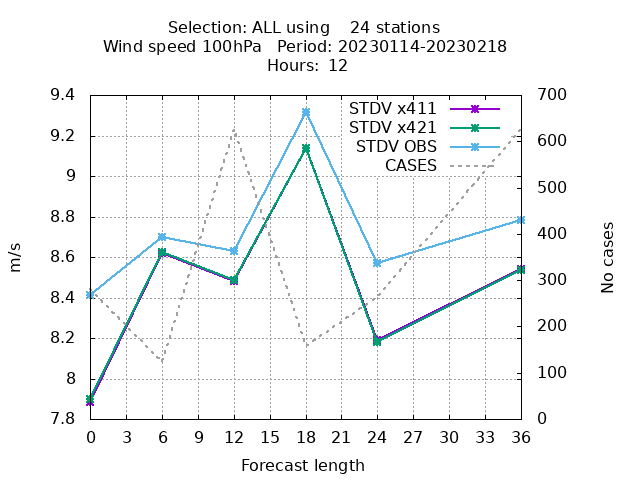 Selection: ALL using    24 stations
Wind speed 100hPa   Period: 20230114-20230218
Hours:  12
STDV x411
STDV x421
STDV OBS
CASES
9.4
9.2
9
8.8
8.6
8.4
8.2
8
7.8
m/s
700
600
500
400
300
200
100
0
No cases
0 3 6 9 12 15 18 21 24 27 30 33 36
Forecast length